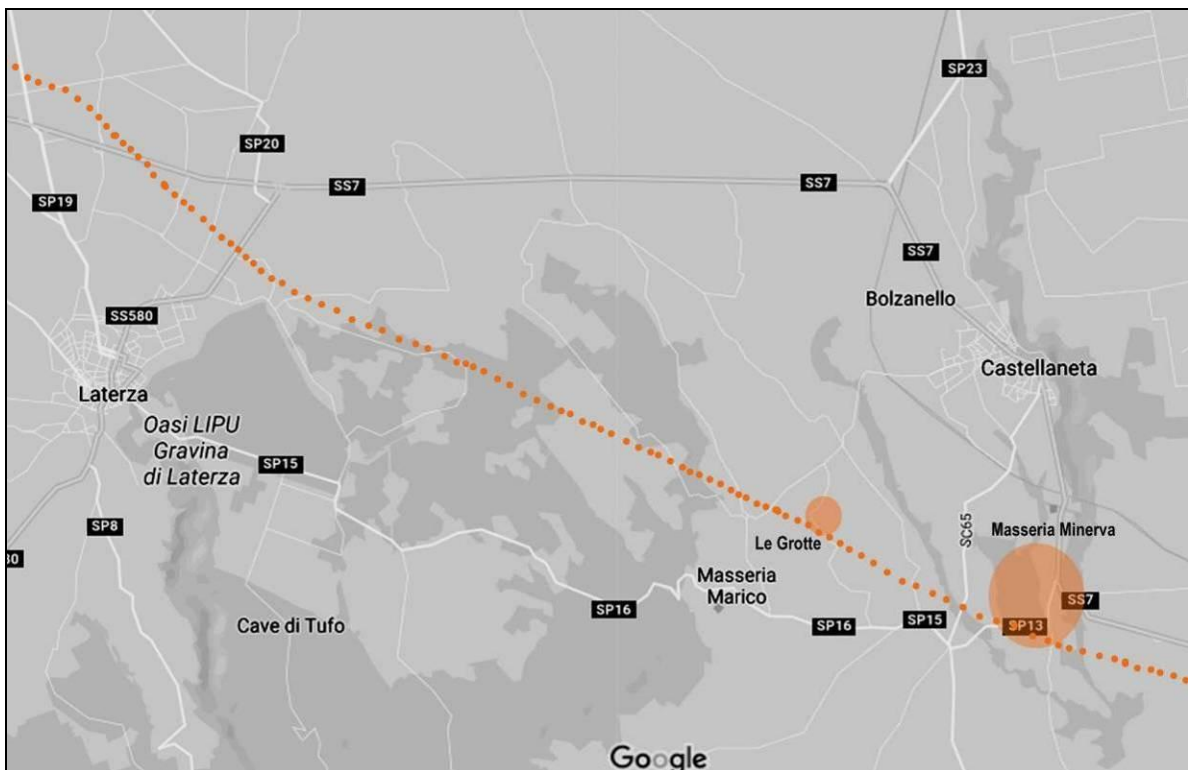 SP23
SP20
SS7
SS7
SP19
SS7
Bolzanello
SS580
Castellaneta
Laterza
Oasi LIPU
Gravina
di Laterza
SP15
SP8
SC65
Masseria Minerva
Le Grotte
80
Masseria
Marico
SS7
SP16
SP16
SP15
SP13
Cave di Tufo
Google